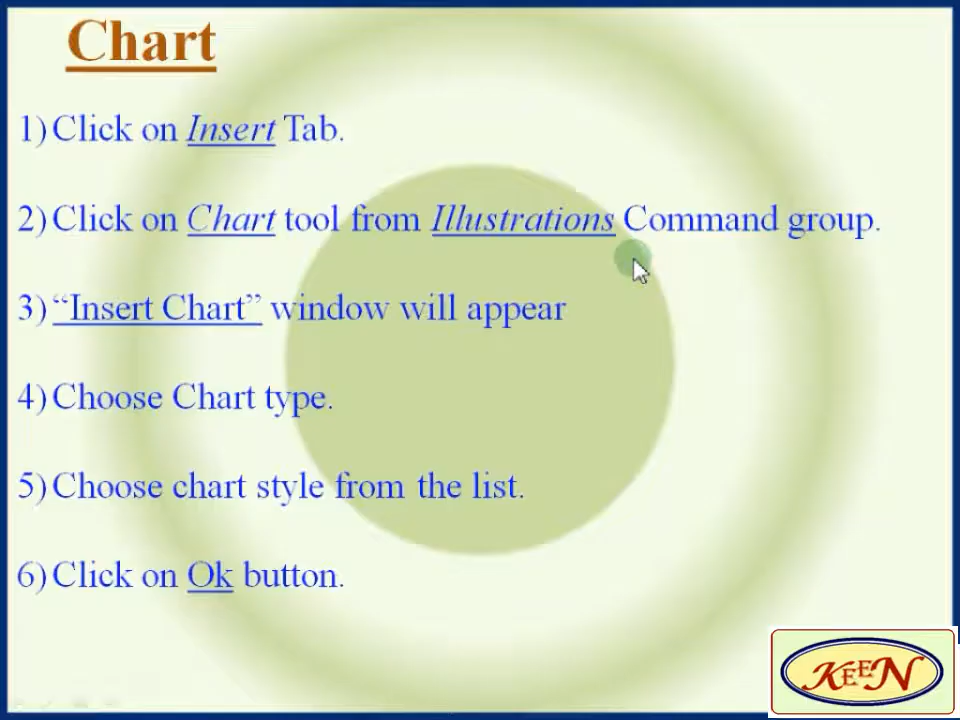 Chart
1) Click on Insert Tab.
2) Click on Chart tool from Illustrations Command group.
3) “Insert Chart” window will appear
4) Choose Chart type.
5) Choose chart style from the list.
6) Click on Ok button.
KEEN